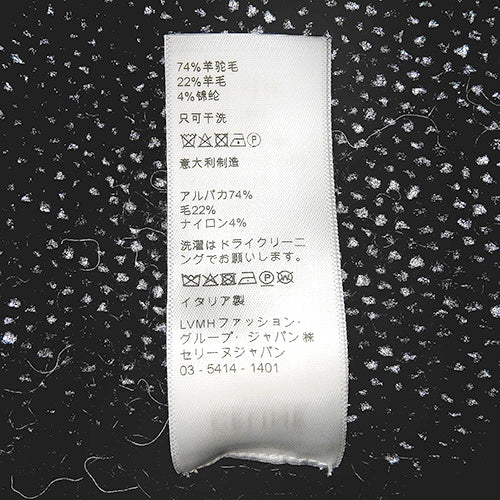 74%羊驼毛
22%羊毛
4%锦纶
只可干洗
意大利制造
アルパカ74%
毛22%
ナイロン4%
洗濯はドライクリーニ
ングでお願いします。
イタリア製
LVMHファッション・
グループ・ジャパン㈱
セリーヌジャパン
03 - 5414 - 1401